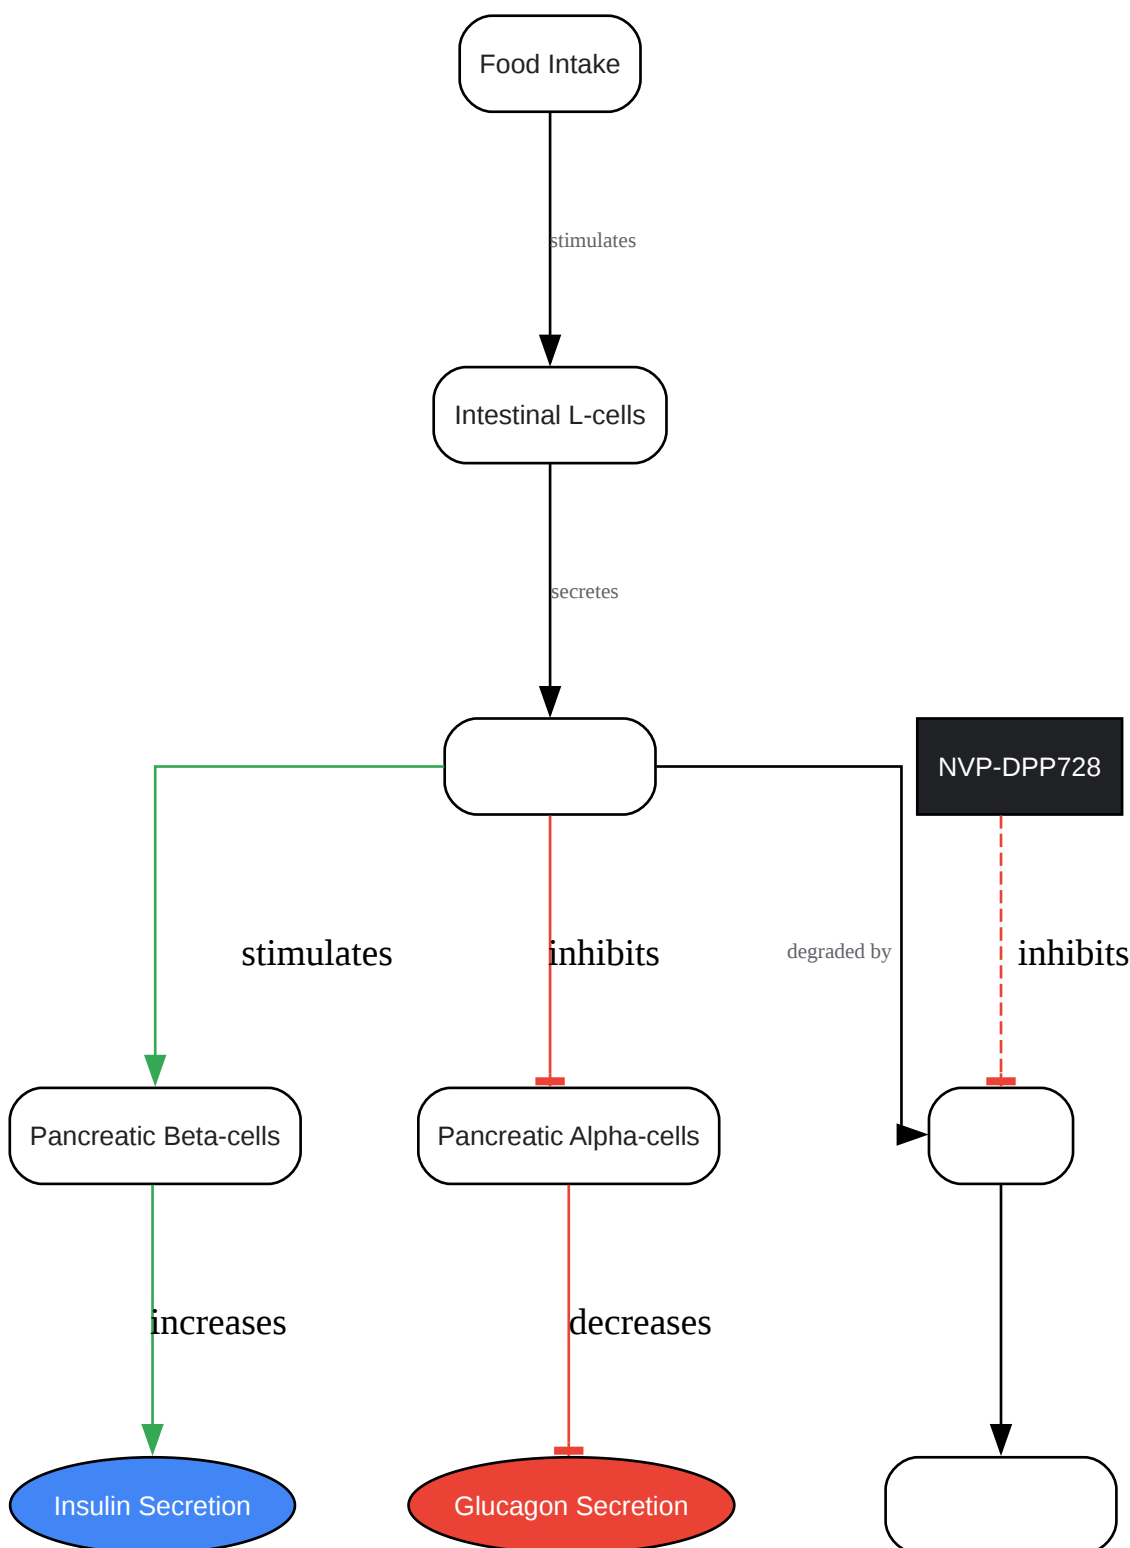 Food Intake
stimulates
Intestinal L-cells
secretes
NVP-DPP728
stimulates
inhibits
degraded by
inhibits
Pancreatic Beta-cells
Pancreatic Alpha-cells
increases
decreases
Insulin Secretion
Glucagon Secretion